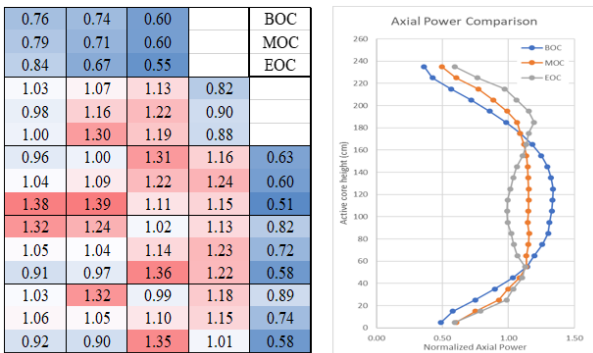 0.76 0.74 0.60 BOC
0.79 0.71 0.60 MOC
0.84 0.67 0.55 EOC
1.03 1.07 1.13 0.82
0.98 1.16 1.22 0.90
1.00 1.30 1.19 0.88
0.96 1.00 1.31 1.16 0.63
1.04 1.09 1.22 1.24 0.60
1.38 1.39 1.11 1.15 0.51
1.32 1.24 1.02 1.13 0.82
1.05 1.04 1.14 1.23 0.72
0.91 0.97 1.36 1.22 0.58
1.03 1.32 0.99 1.18 0.89
1.06 1.05 1.10 1.15 0.74
0.92 0.90 1.35 1.01 0.58
Axial Power Comparison
BOC
MOC
EOC
Active core height (cm)
260
240
220
200
180
160
140
120
100
80
60
40
20
0
0.00 0.50 1.00 1.50
Normalized Axial Power